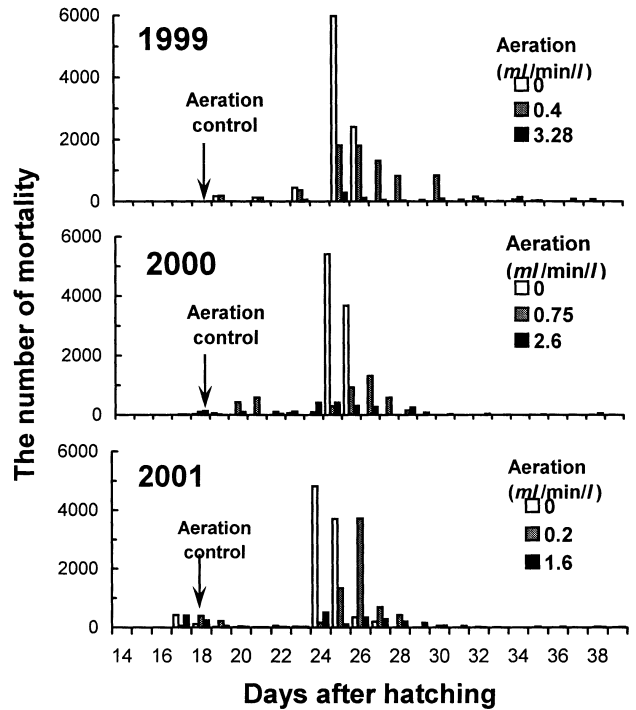 The number of mortality
6000
4000
2000
0
1999
Aeration
control
Aeration
(ml/min/l)
0
0.4
3.28
6000
4000
2000
0
2000
Aeration
control
Aeration
(ml/min/l)
0
0.75
2.6
6000
4000
2000
0
2001
Aeration
control
Aeration
(ml/min/l)
0
0.2
1.6
14 16 18 20 22 24 26 28 30 32 34 36 38
Days after hatching